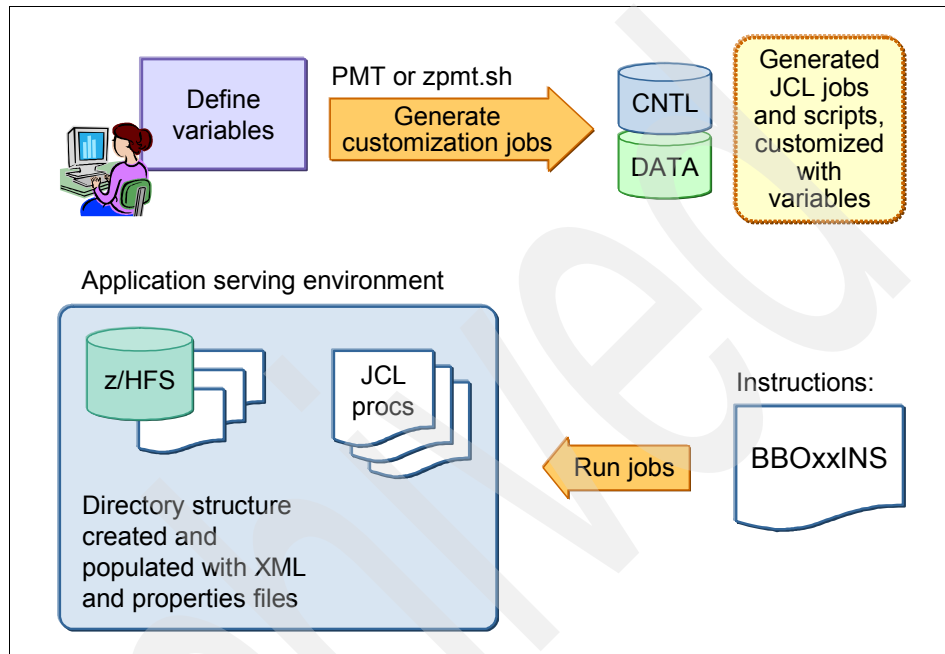 Define
variables
PMT or zpmt.sh
Generate
customization jobs
CNTL
DATA
Generated
JCL jobs
and scripts,
customized
with
variables
Application serving environment
z/HFS
JCL
procs
Directory structure
created and
populated with XML
and properties files
Run jobs
Instructions:
BBOxxINS
hived